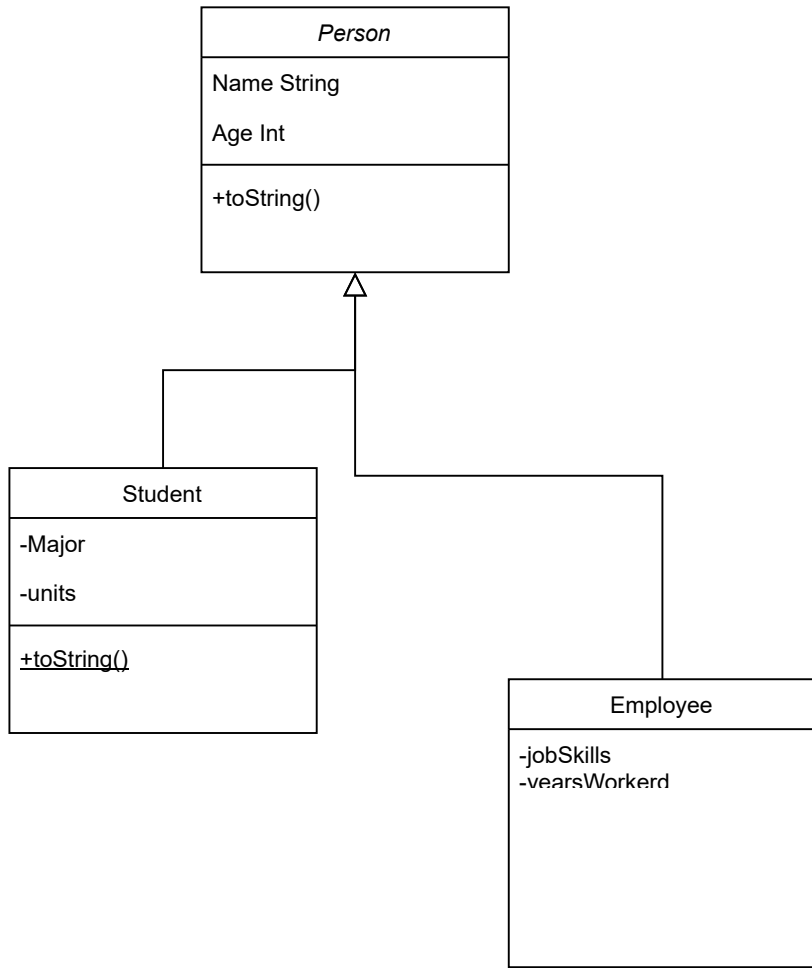 Person
Name String
Age Int
+toString()
Student
-Major
-units
+toString()
Employee
-jobSkills
-yearsWorkerd